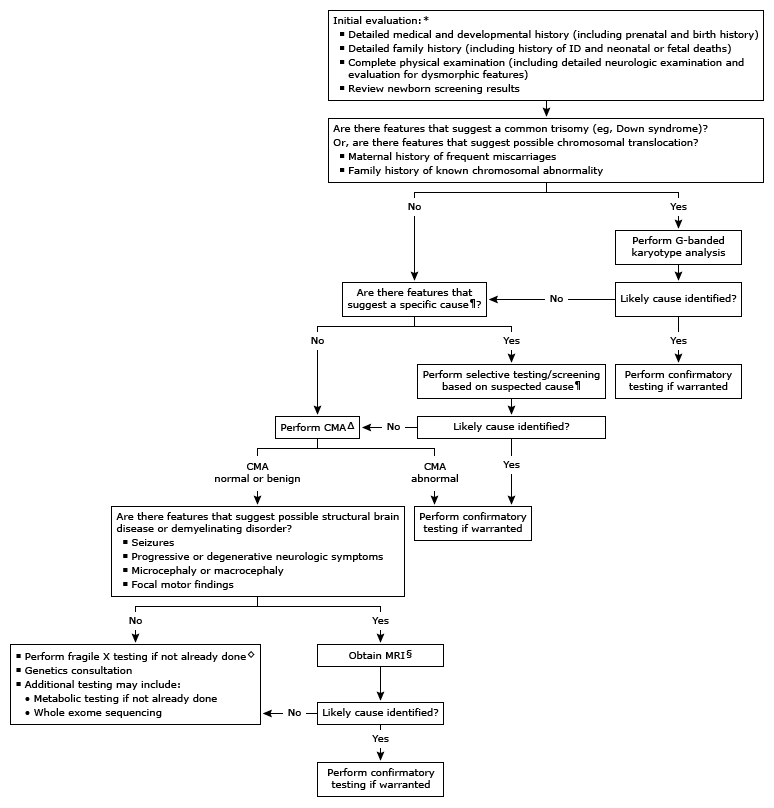 Initial evaluation:*
▪ Detailed medical and developmental history (including prenatal and birth history)
▪ Detailed family history (including history of ID and neonatal or fetal deaths)
▪ Complete physical examination (including detailed neurologic examination and
evaluation for dysmorphic features)
▪ Review newborn screening results
Are there features that suggest a common trisomy (eg, Down syndrome)?
Or, are there features that suggest possible chromosomal translocation?
▪ Maternal history of frequent miscarriages
▪ Family history of known chromosomal abnormality
No
Yes
Perform G-banded
karyotype analysis
Are there features that
suggest a specific cause¶?
No
Likely cause identified?
No
Yes
Yes
Perform selective testing/screening
based on suspected cause¶
Perform confirmatory
testing if warranted
Perform CMAΔ
No
Likely cause identified?
CMA
normal or benign
CMA
abnormal
Yes
Are there features that suggest possible structural brain
disease or demyelinating disorder?
▪ Seizures
▪ Progressive or degenerative neurologic symptoms
▪ Microcephaly or macrocephaly
▪ Focal motor findings
Perform confirmatory
testing if warranted
No
Yes
▪ Perform fragile X testing if not already done◇
▪ Genetics consultation
▪ Additional testing may include:
• Metabolic testing if not already done
• Whole exome sequencing
Obtain MRI§
No
Likely cause identified?
Yes
Perform confirmatory
testing if warranted